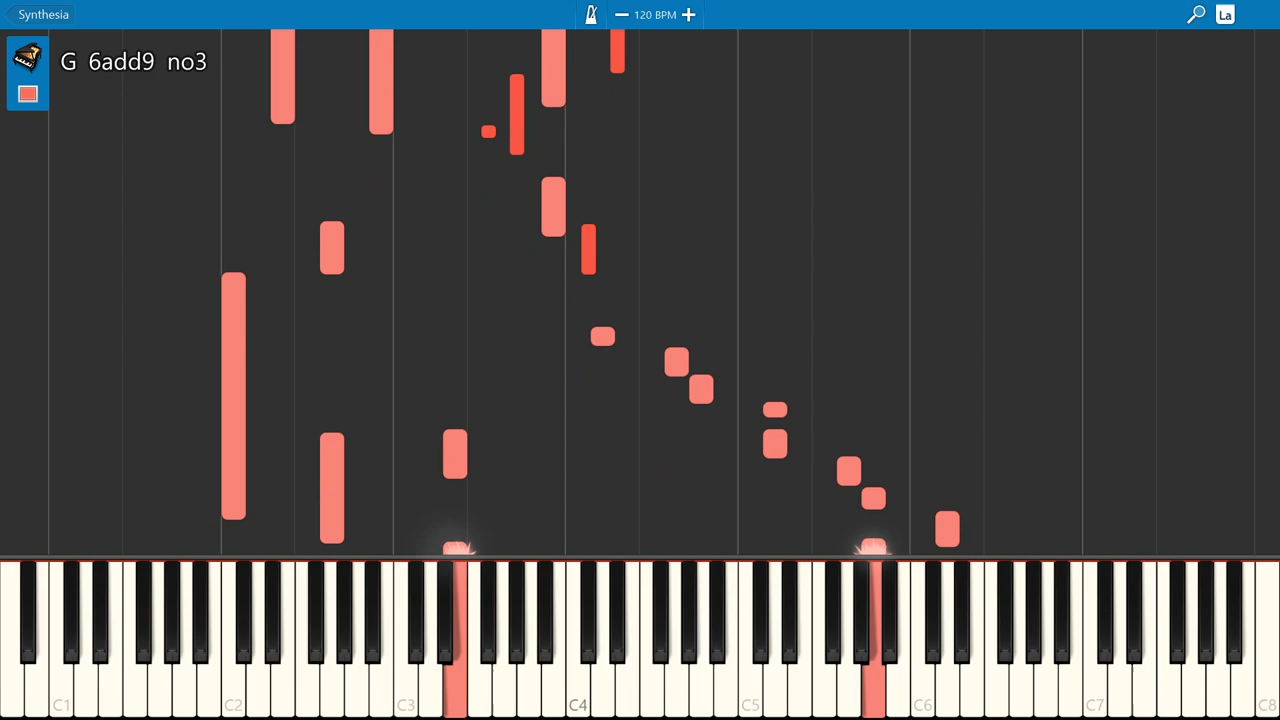 Synthesia
120 BPM
La
G 6add9 no3
C1 C2 C3 C4 C5 C6 C7 C8